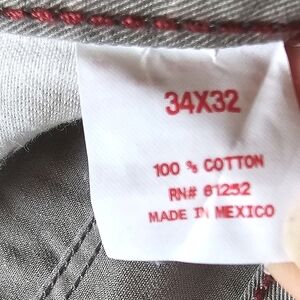 34X32
100 % COTTON
RN# 61252
MADE IN MEXICO